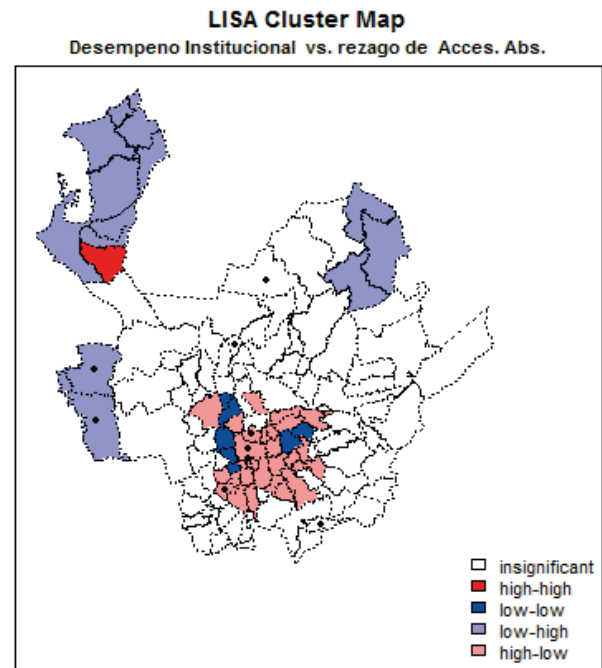 LISA Cluster Map
Desempeno Institucional vs. rezago de Acces. Abs.
insignificant
high-high
low-low
low-high
high-low